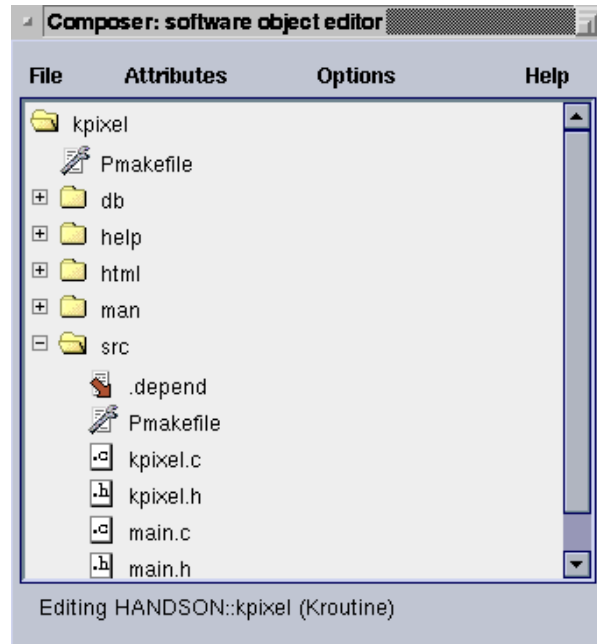 Composer: software object editor
File Attributes Options Help
kpixel
Pmakefile
db
help
html
man
src
.depend
Pmakefile
.c kpixel.c
.h kpixel.h
.c main.c
.h main.h
Editing HANDSON::kpixel (Kroutine)